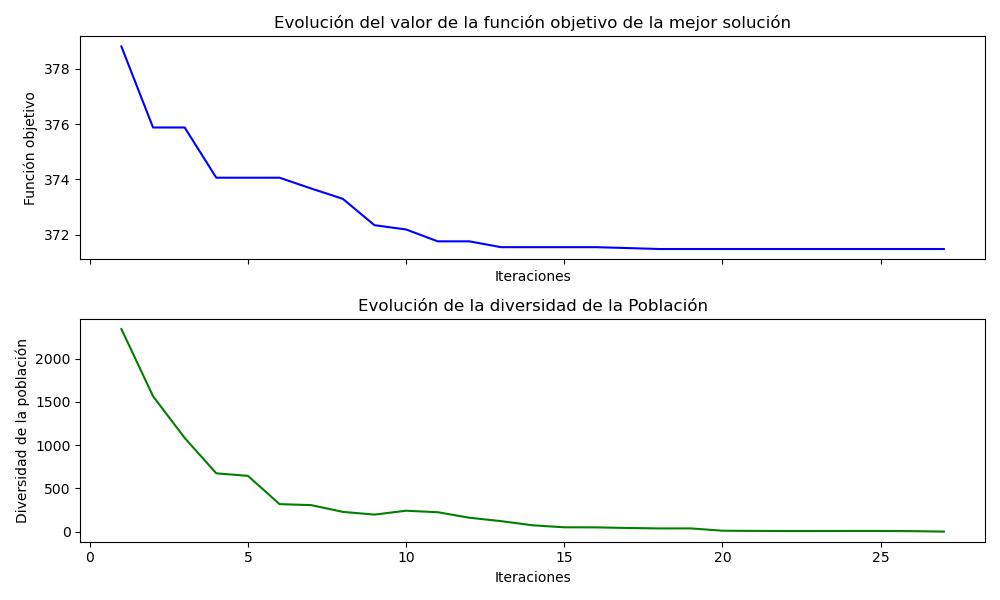 Evolución del valor de la función objetivo de la mejor solución
Función objetivo
378
376
374
372
Iteraciones
Evolución de la diversidad de la Población
Diversidad de la población
2000
1500
1000
500
0
0 5 10 15 20 25
Iteraciones